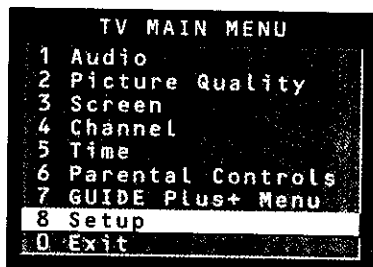 TV MAIN MENU
1 Audio
2 Picture Quality
3 Screen
4 Channel
5 Time
6 Parental Controls
7 GUIDE Plus+ Menu
8 Setup
0 Exit